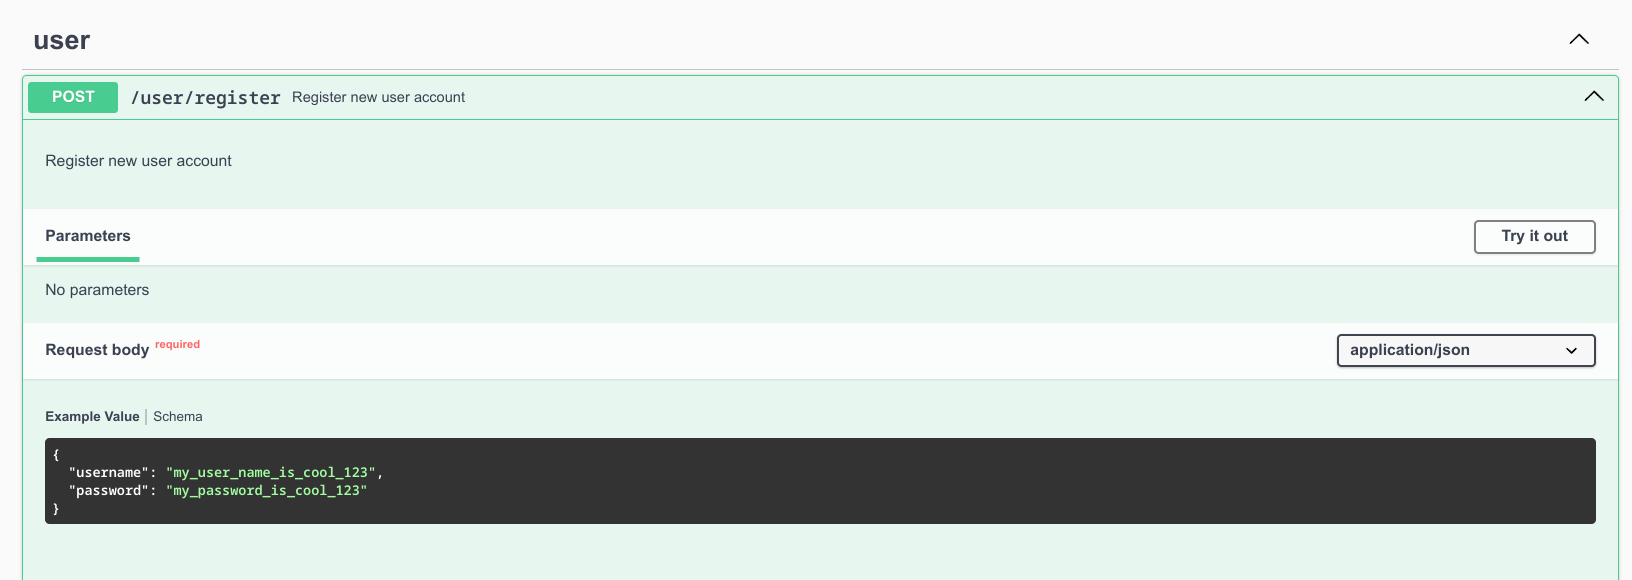 user
POST /user/register Register new user account
Register new user account
Parameters Try it out
No parameters
Request body required application/json
Example Value | Schema
{
  "username": "my_user_name_is_cool_123",
  "password": "my_password_is_cool_123"
}